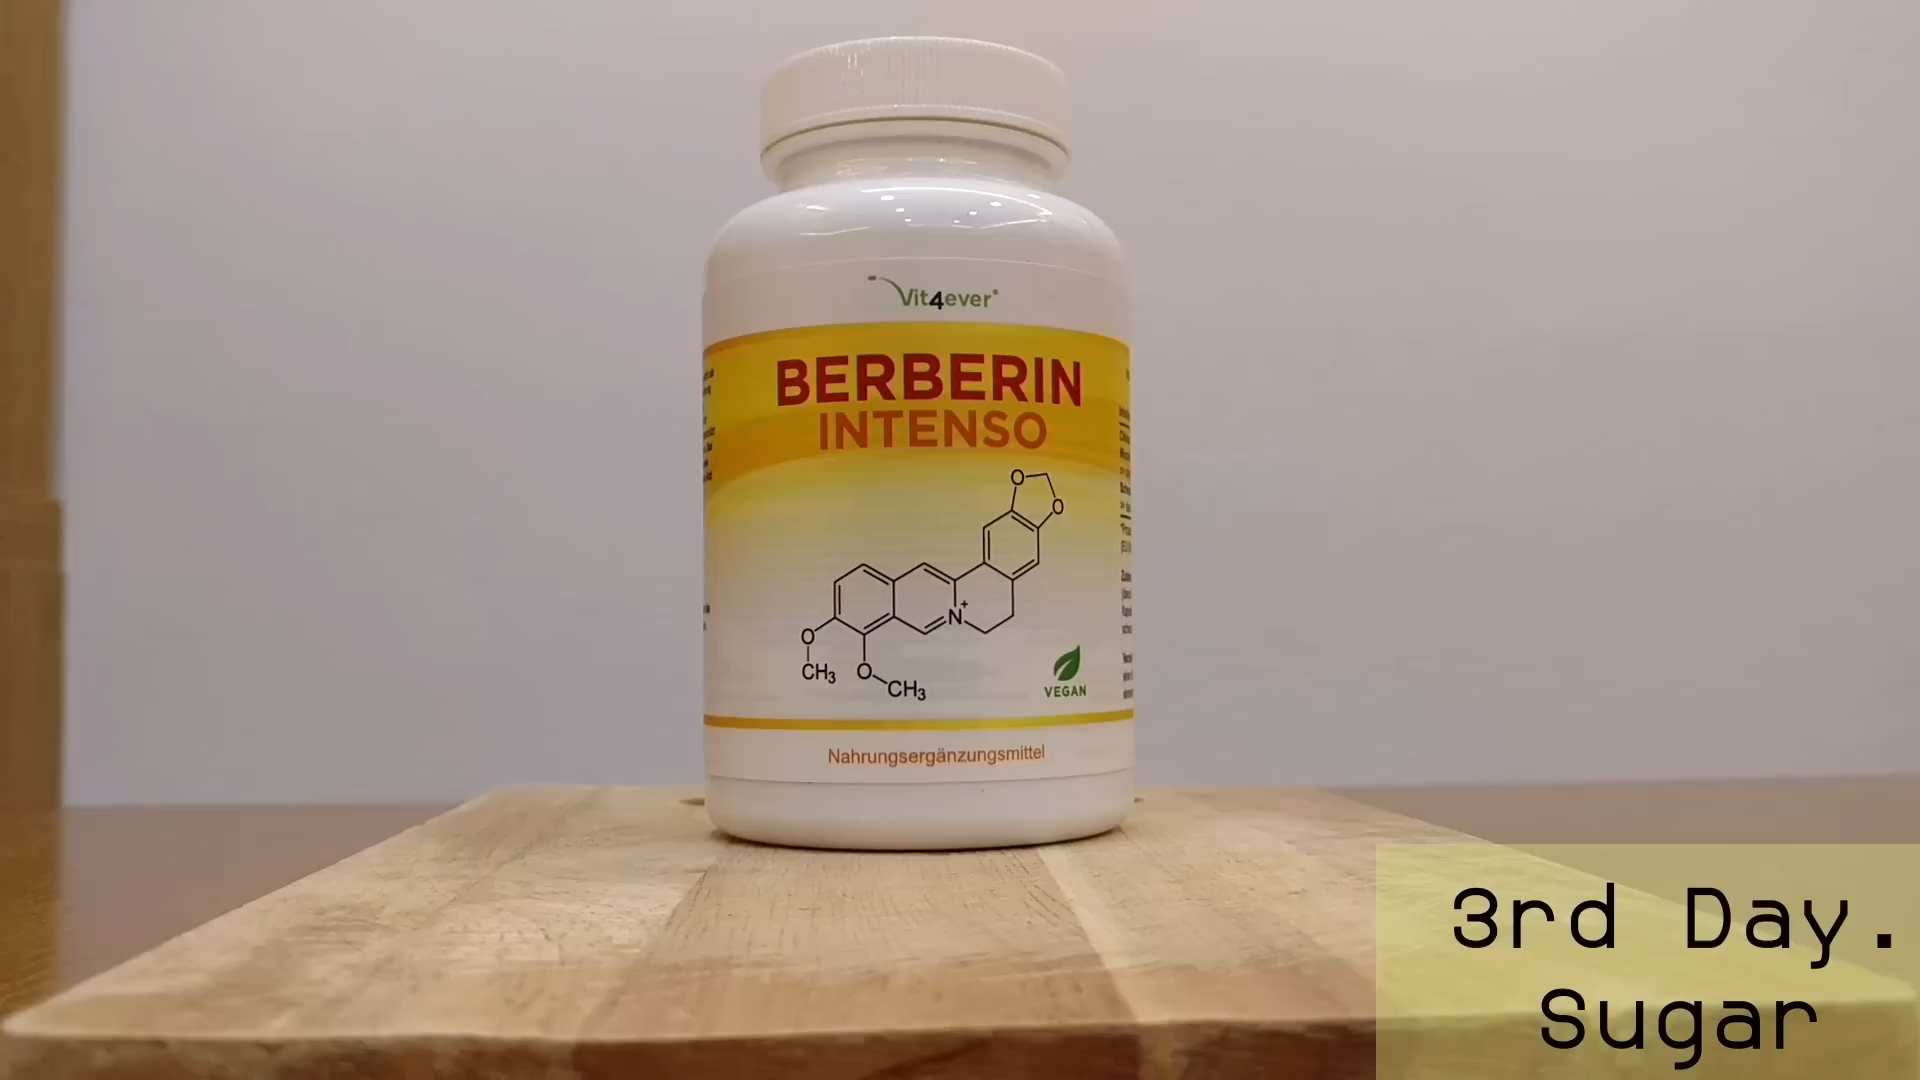 Vit4ever®
BERBERIN
INTENSO
O
O
N+
O
CH3
O
CH3
VEGAN
Nahrungsergänzungsmittel
3rd Day.
Sugar